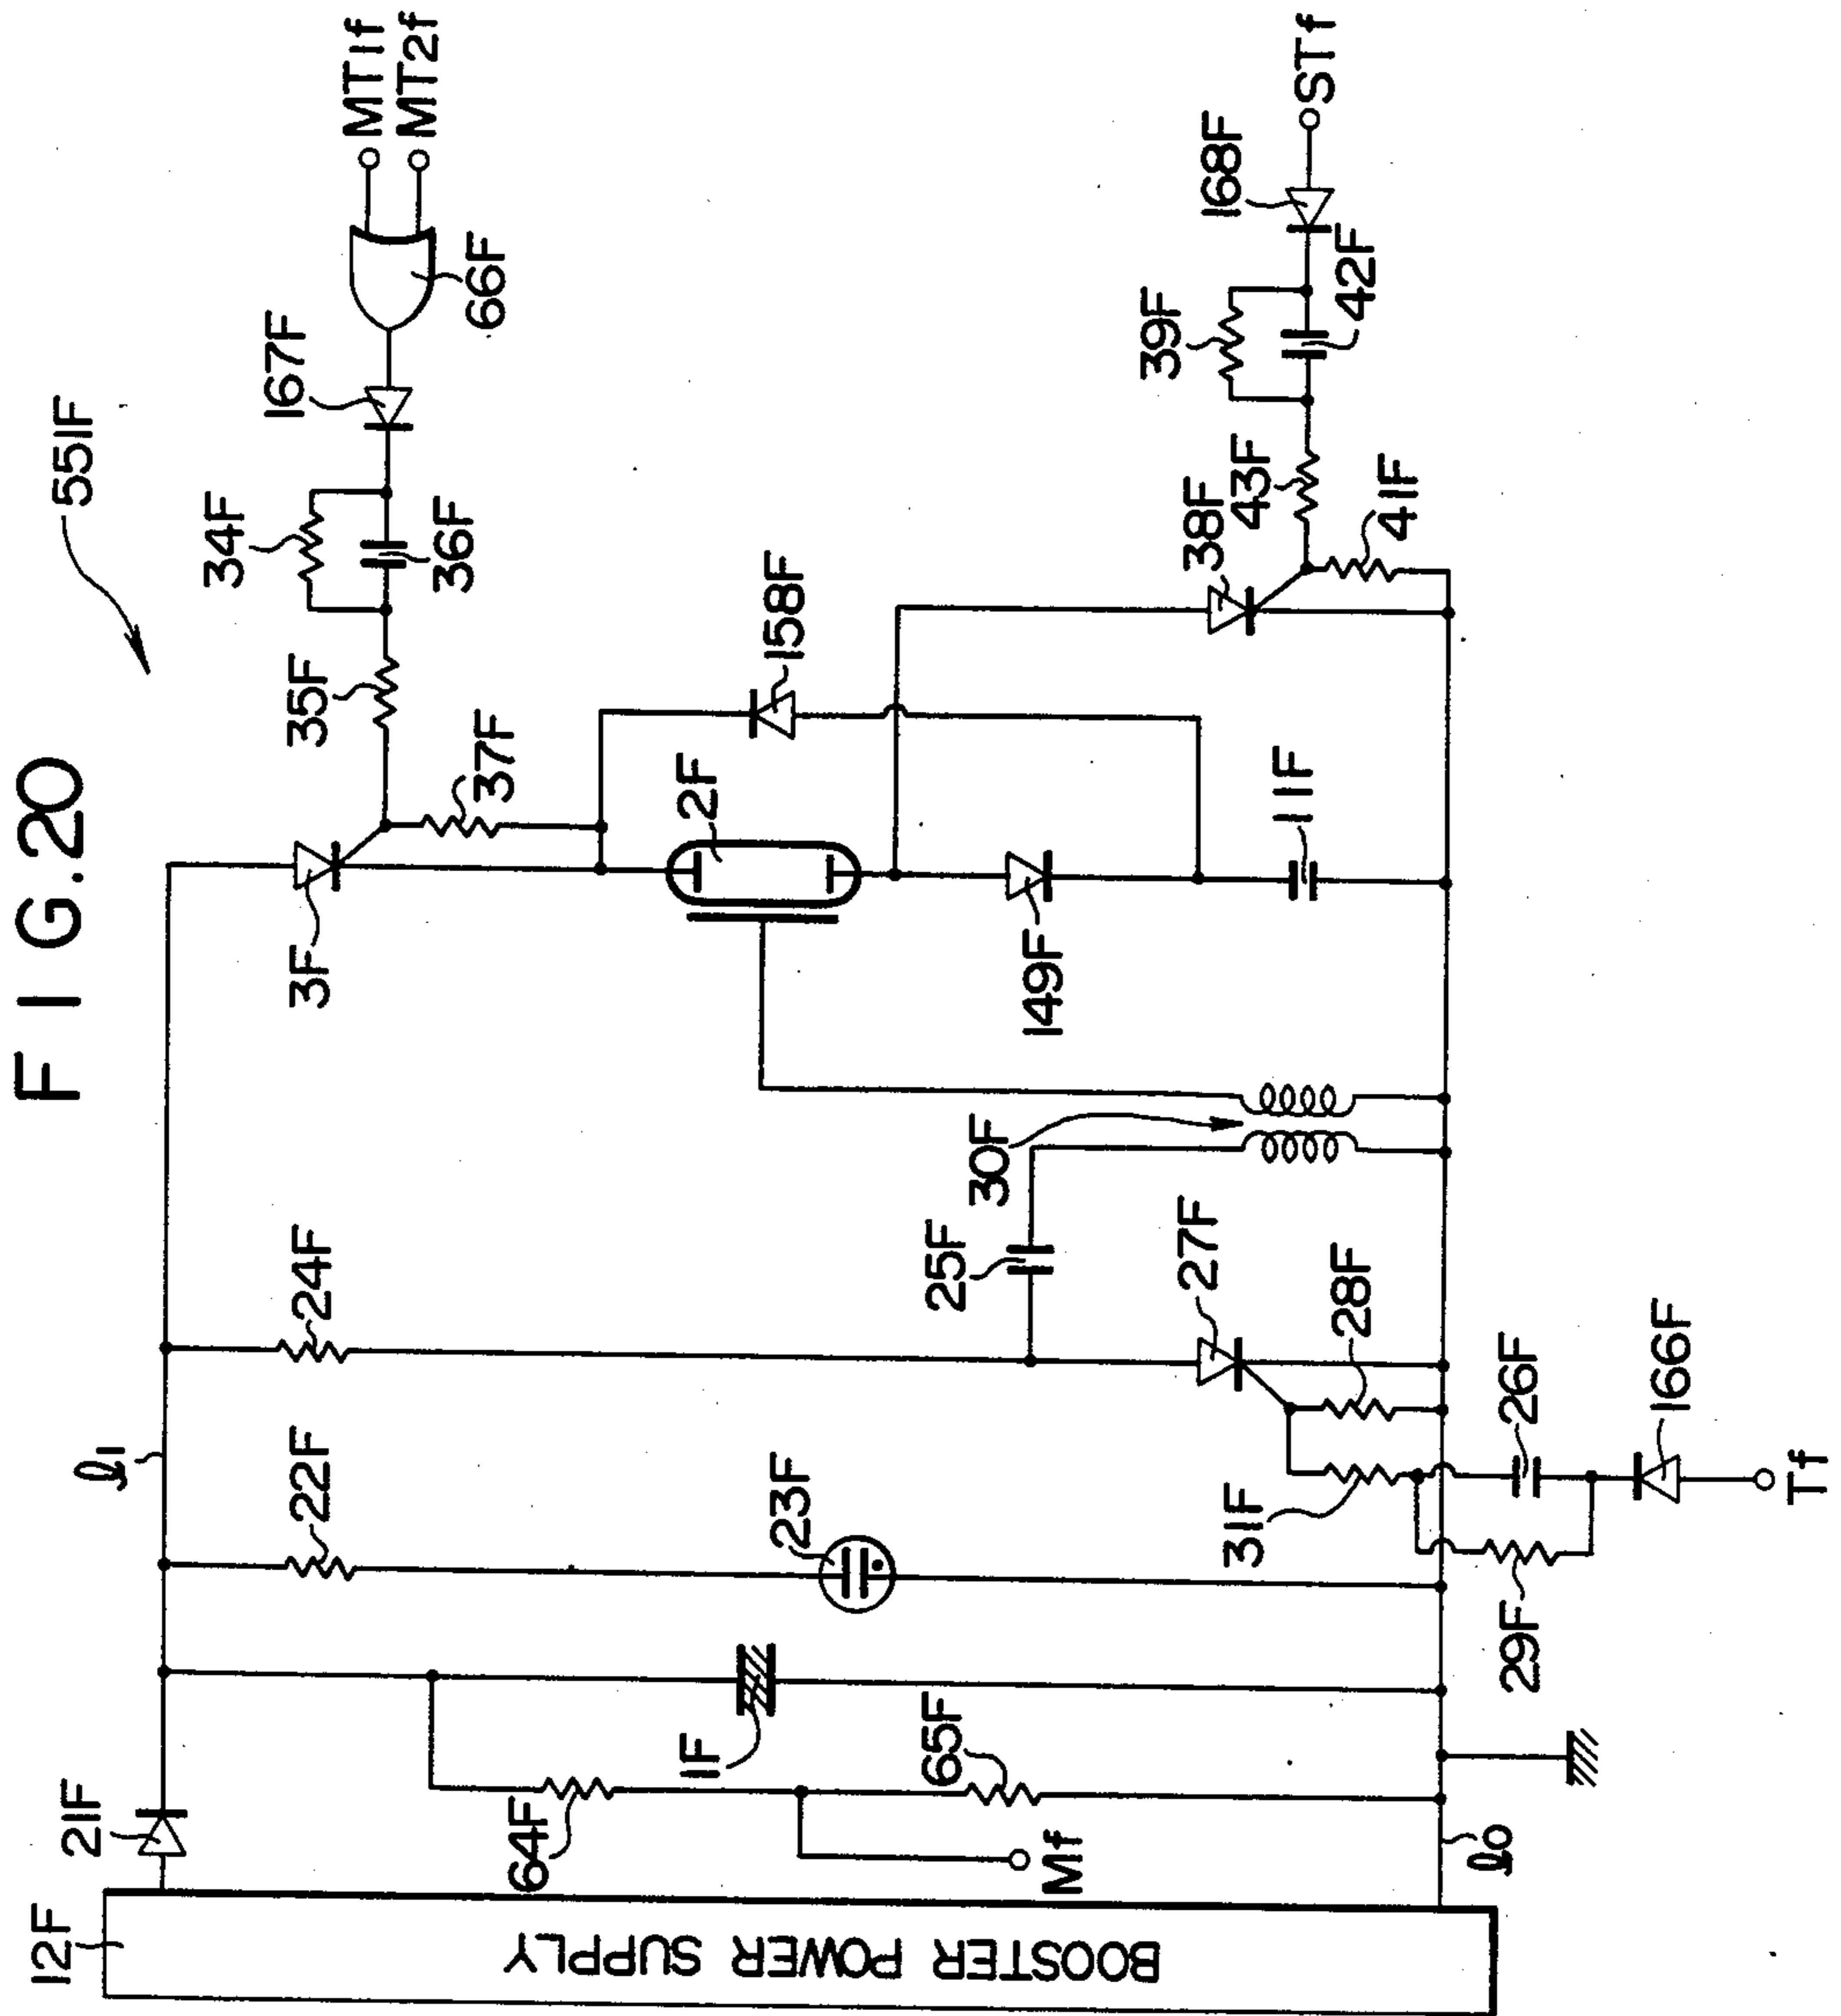 FIG.20
551F
12F
BOOSTER POWER SUPPLY
21F
l1
22F
24F
3F
35F
34F
167F
MT1f
MT2f
66F
36F
37F
64F
1F
23F
25F
30F
2F
158F
Mf
65F
27F
28F
149F
11F
38F
43F
39F
168F
STf
42F
41F
l0
31F
29F
26F
166F
Tf